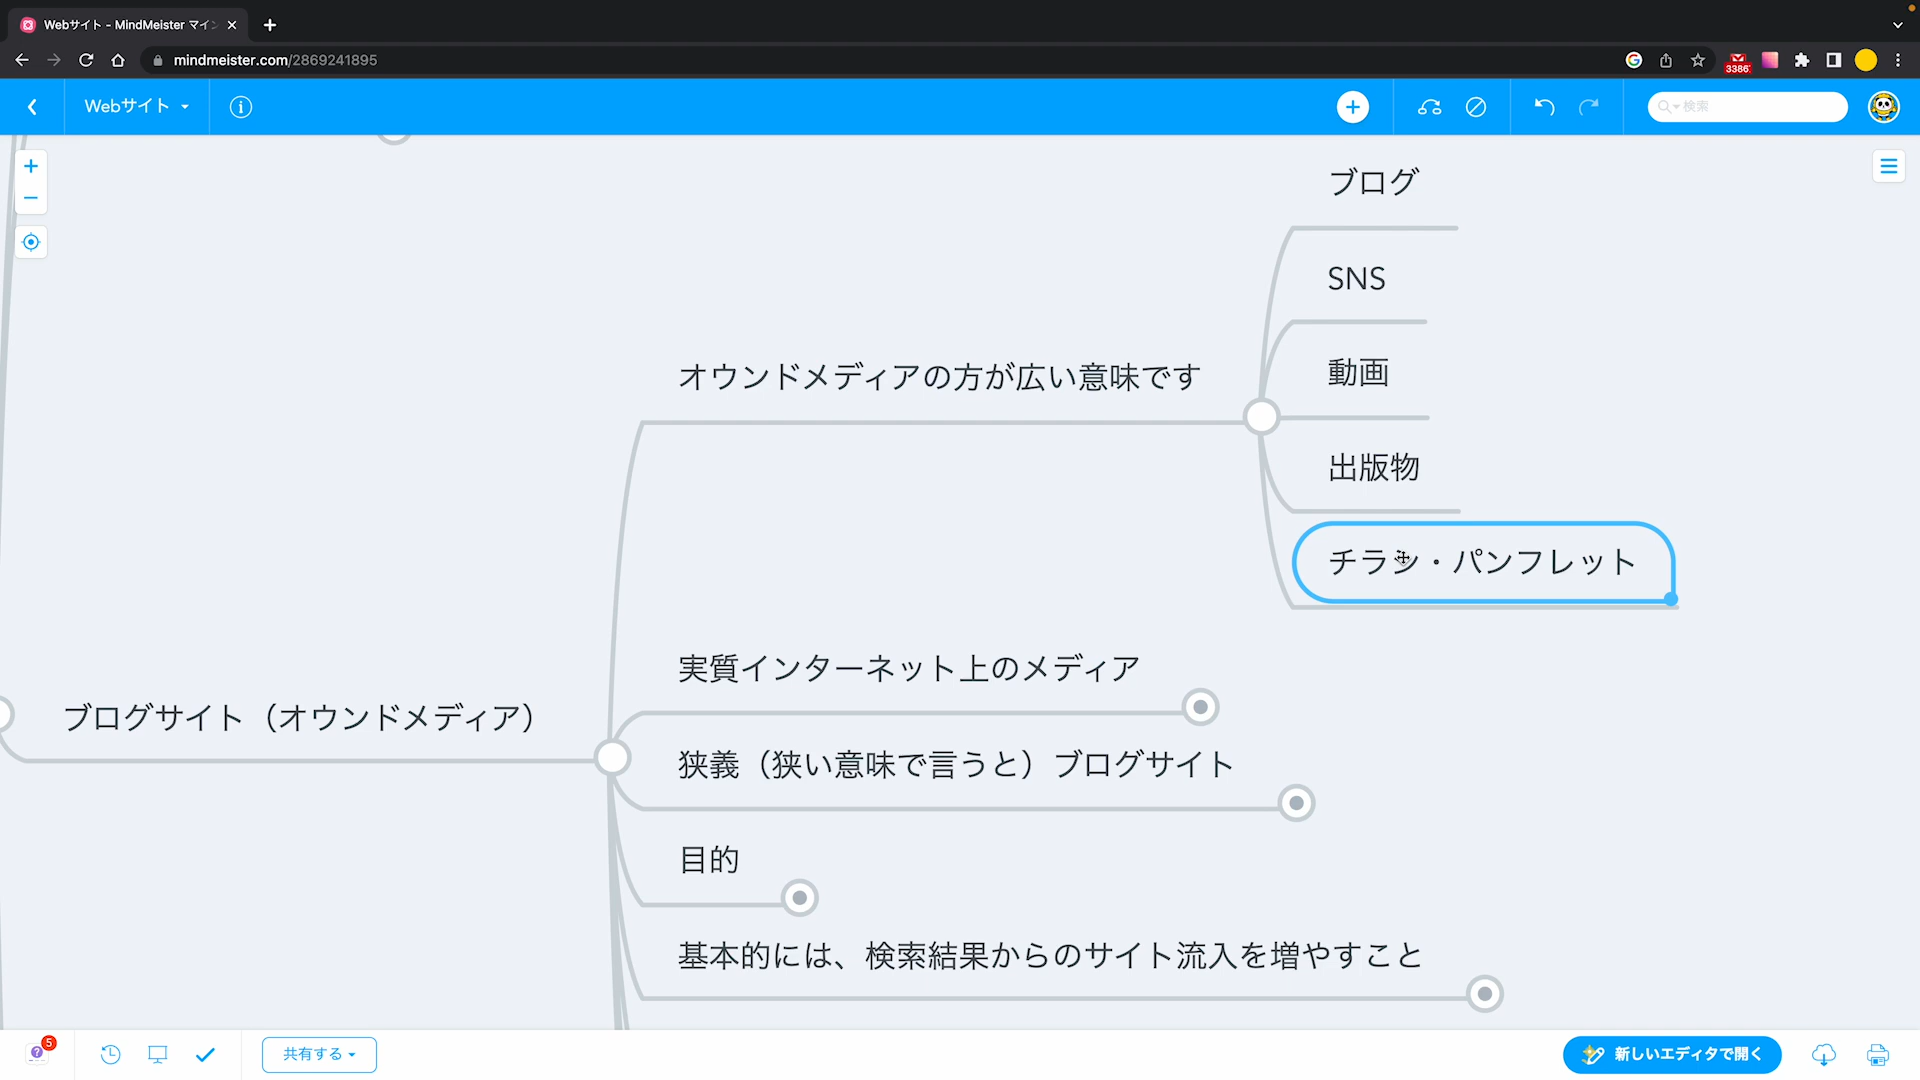 Webサイト - MindMeister マイン
mindmeister.com/2869241895
3386
Webサイト
検索
ブログ
SNS
オウンドメディアの方が広い意味です
動画
出版物
チラシ・パンフレット
実質インターネット上のメディア
ブログサイト（オウンドメディア）
狭義（狭い意味で言うと）ブログサイト
目的
基本的には、検索結果からのサイト流入を増やすこと
5
共有する
新しいエディタで開く